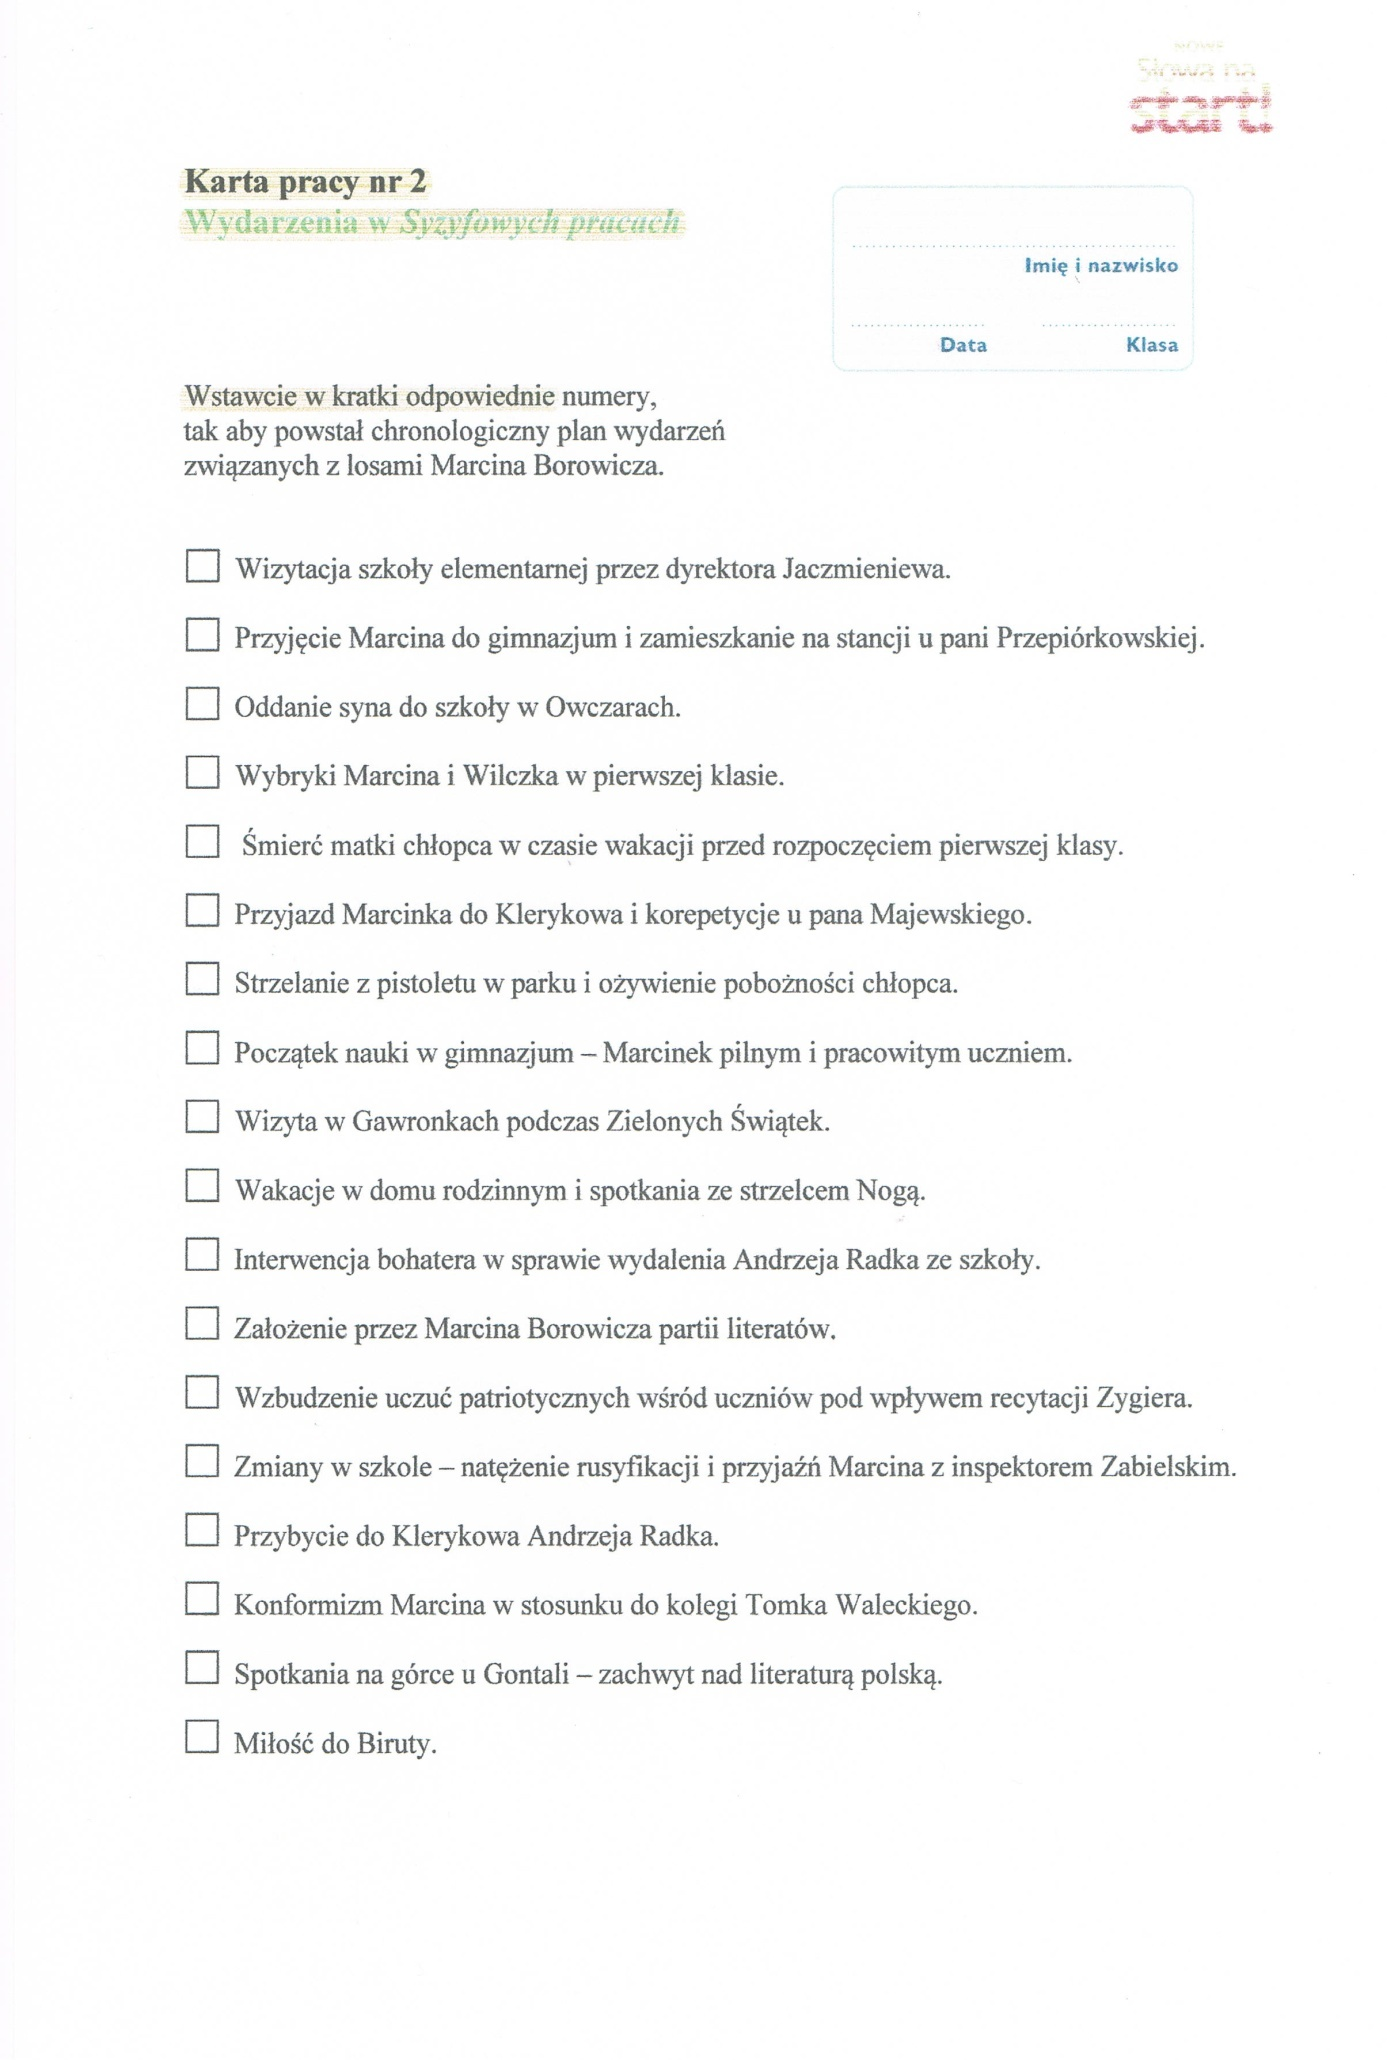 NOWE
Słowa na
start!
Karta pracy nr 2
Wydarzenia w Syzyfowych pracach
Imię i nazwisko
Data Klasa
Wstawcie w kratki odpowiednie numery,
tak aby powstał chronologiczny plan wydarzeń
związanych z losami Marcina Borowicza.
Wizytacja szkoły elementarnej przez dyrektora Jaczmieniewa.
Przyjęcie Marcina do gimnazjum i zamieszkanie na stancji u pani Przepiórkowskiej.
Oddanie syna do szkoły w Owczarach.
Wybryki Marcina i Wilczka w pierwszej klasie.
Śmierć matki chłopca w czasie wakacji przed rozpoczęciem pierwszej klasy.
Przyjazd Marcinka do Klerykowa i korepetycje u pana Majewskiego.
Strzelanie z pistoletu w parku i ożywienie pobożności chłopca.
Początek nauki w gimnazjum – Marcinek pilnym i pracowitym uczniem.
Wizyta w Gawronkach podczas Zielonych Świątek.
Wakacje w domu rodzinnym i spotkania ze strzelcem Nogą.
Interwencja bohatera w sprawie wydalenia Andrzeja Radka ze szkoły.
Założenie przez Marcina Borowicza partii literatów.
Wzbudzenie uczuć patriotycznych wśród uczniów pod wpływem recytacji Zygiera.
Zmiany w szkole – natężenie rusyfikacji i przyjaźń Marcina z inspektorem Zabielskim.
Przybycie do Klerykowa Andrzeja Radka.
Konformizm Marcina w stosunku do kolegi Tomka Waleckiego.
Spotkania na górce u Gontali – zachwyt nad literaturą polską.
Miłość do Biruty.